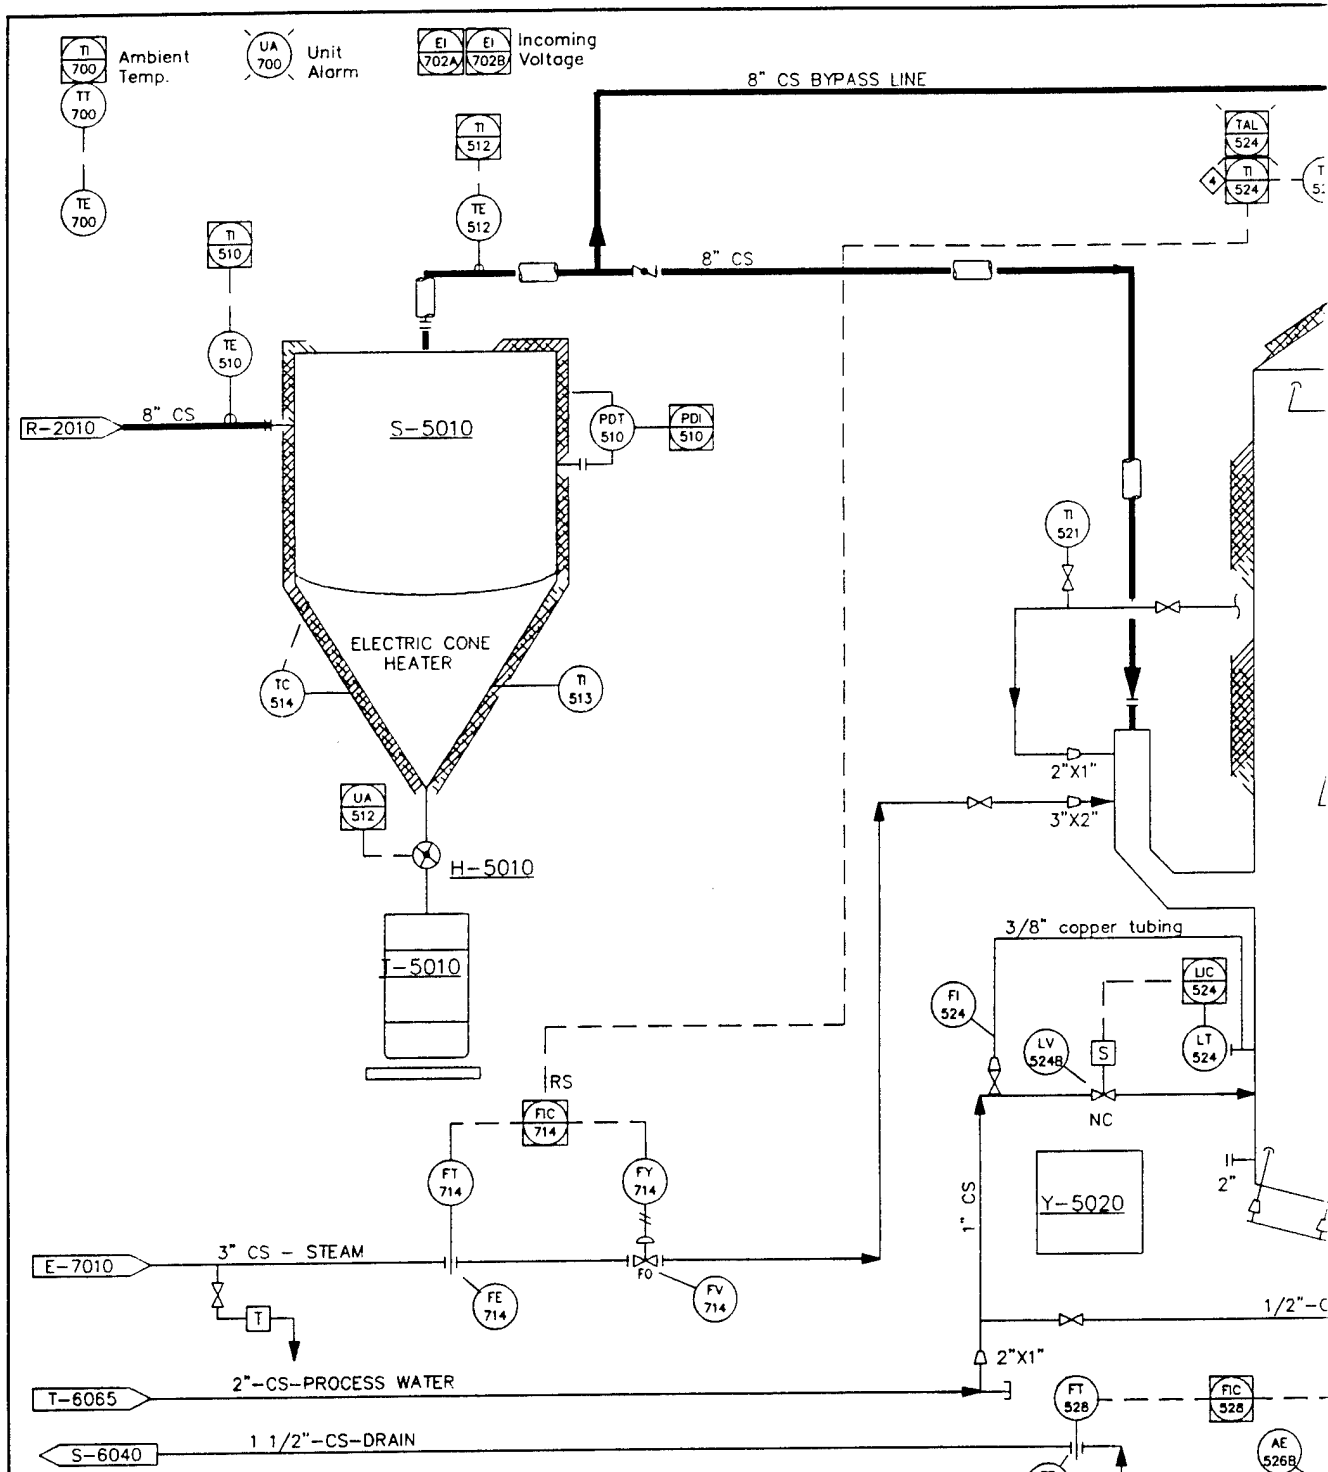 TI
700
Ambient
Temp.
TT
700
TE
700
UA
700
Unit
Alarm
EI
702A
EI
702B
Incoming
Voltage
8" CS BYPASS LINE
TI
512
TE
512
TAL
524
4
TI
524
TI
510
TE
510
8" CS
R-2010
8" CS
S-5010
PDT
510
PDI
510
TI
521
ELECTRIC CONE
HEATER
TC
514
TI
513
2"X1"
3"X2"
UA
512
H-5010
T-5010
3/8" copper tubing
FI
524
LIC
524
LV
524B
S
LT
524
NC
RS
FIC
714
FT
714
FY
714
1" CS
Y-5020
2"
E-7010
3" CS - STEAM
FO
FE
714
FV
714
T
1/2"-C
2"X1"
T-6065
2"-CS-PROCESS WATER
FT
528
FIC
528
S-6040
1 1/2"-CS-DRAIN
AE
526B